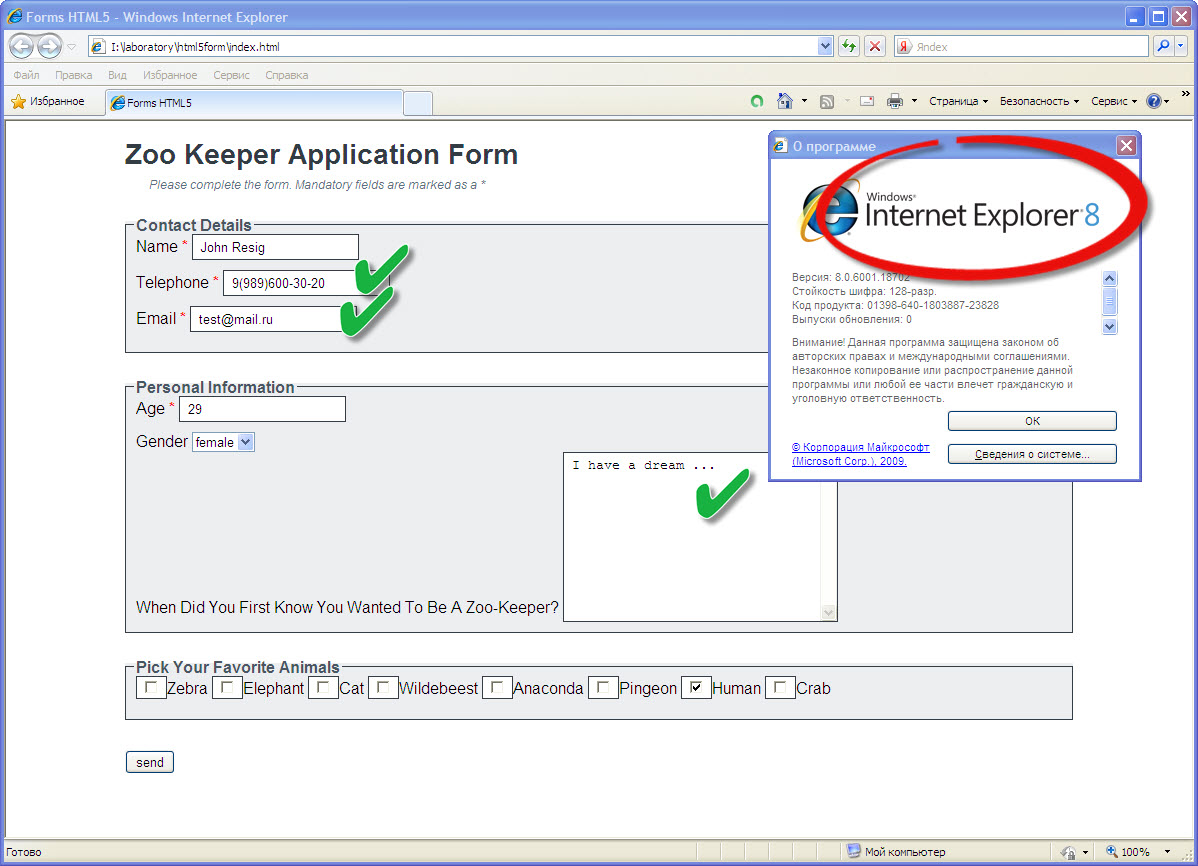 Forms HTML5 - Windows Internet Explorer
I:\laboratory\html5form\index.html
Яndex
Файл Правка Вид Избранное Сервис Справка
Избранное
Forms HTML5
Страница Безопасность Сервис
Zoo Keeper Application Form
Please complete the form. Mandatory fields are marked as a *
Contact Details
Name * John Resig
Telephone * 9(989)600-30-20
Email * test@mail.ru
Personal Information
Age * 29
Gender female
I have a dream ...
When Did You First Know You Wanted To Be A Zoo-Keeper?
Pick Your Favorite Animals
Zebra Elephant Cat Wildebeest Anaconda Pingeon Human Crab
send
О программе
Windows®
Internet Explorer 8
Версия: 8.0.6001.18702
Стойкость шифра: 128-разр.
Код продукта: 01398-640-1803887-23828
Выпуски обновления: 0
Внимание! Данная программа защищена законом об
авторских правах и международными соглашениями.
Незаконное копирование или распространение данной
программы или любой ее части влечет гражданскую и
уголовную ответственность.
ОК
© Корпорация Майкрософт
(Microsoft Corp.), 2009.
Сведения о системе...
Готово
Мой компьютер
100%